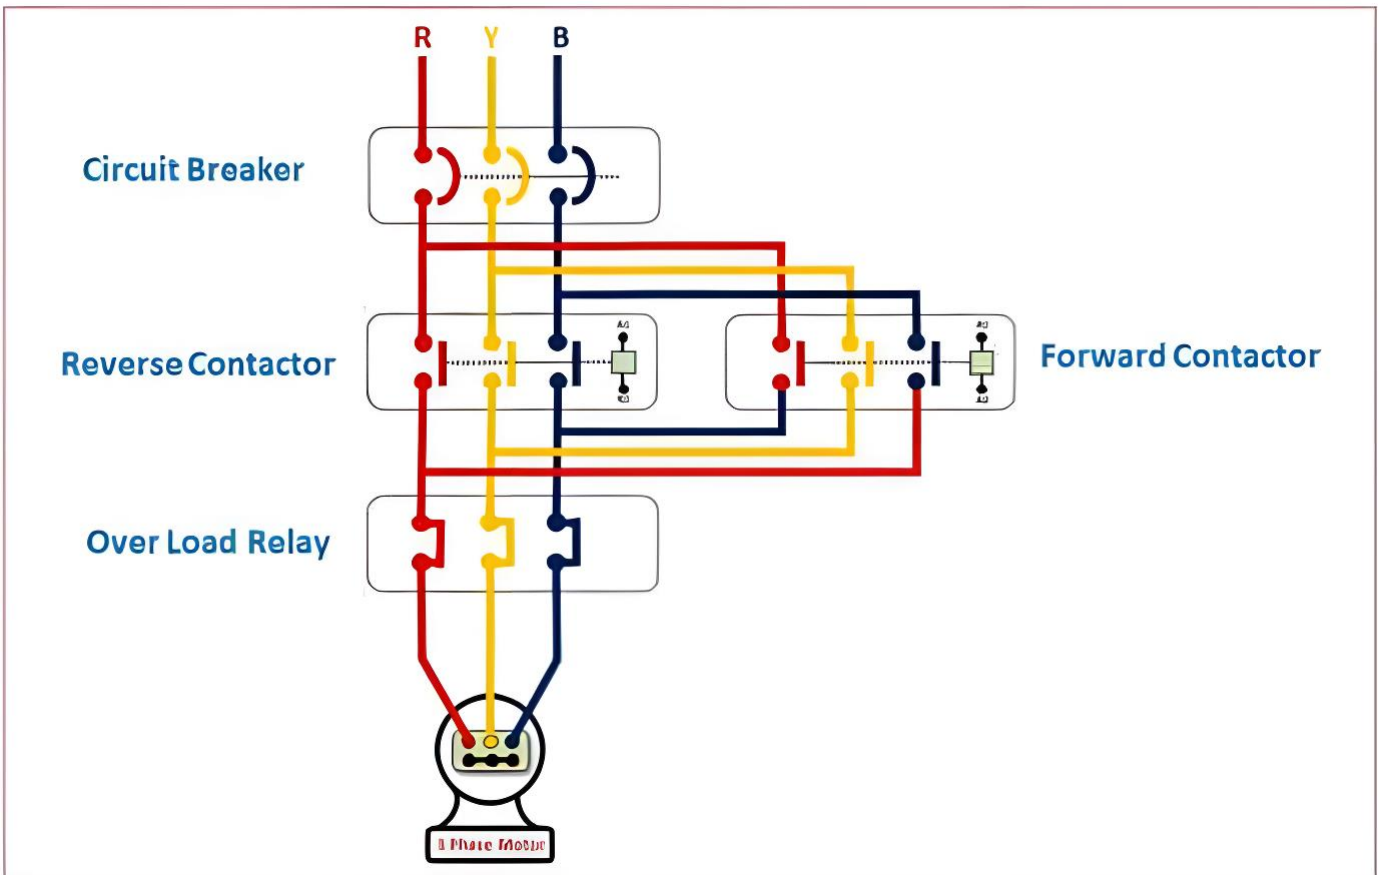 R Y B
Circuit Breaker
Reverse Contactor
Forward Contactor
Over Load Relay